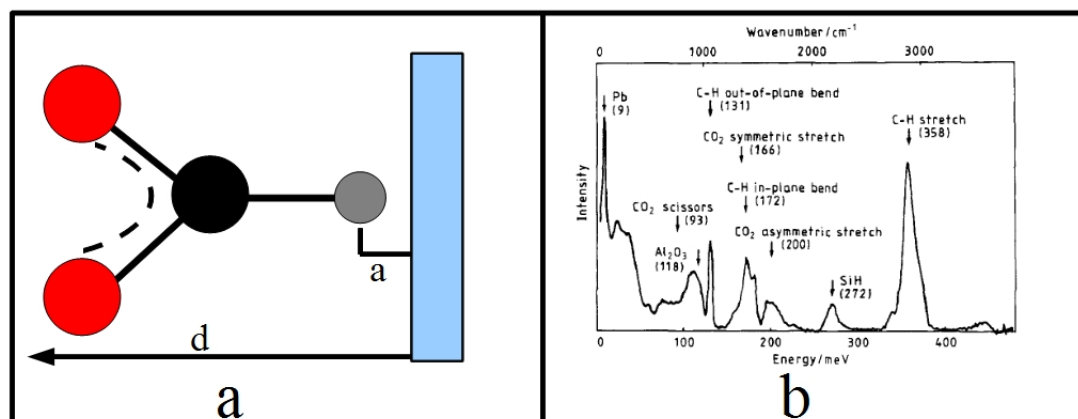 a
d
a
Wavenumber/cm-1
0
1000
2000
3000
Pb
(9)
C-H out-of-plane bend
(131)
C-H stretch
(358)
CO₂ symmetric stretch
(166)
C-H in-plane bend
(172)
CO₂ scissors
(93)
CO₂ asymmetric stretch
(200)
Al₂O₃
(118)
SiH
(272)
Intensity
0
100
200
300
400
Energy/meV
b